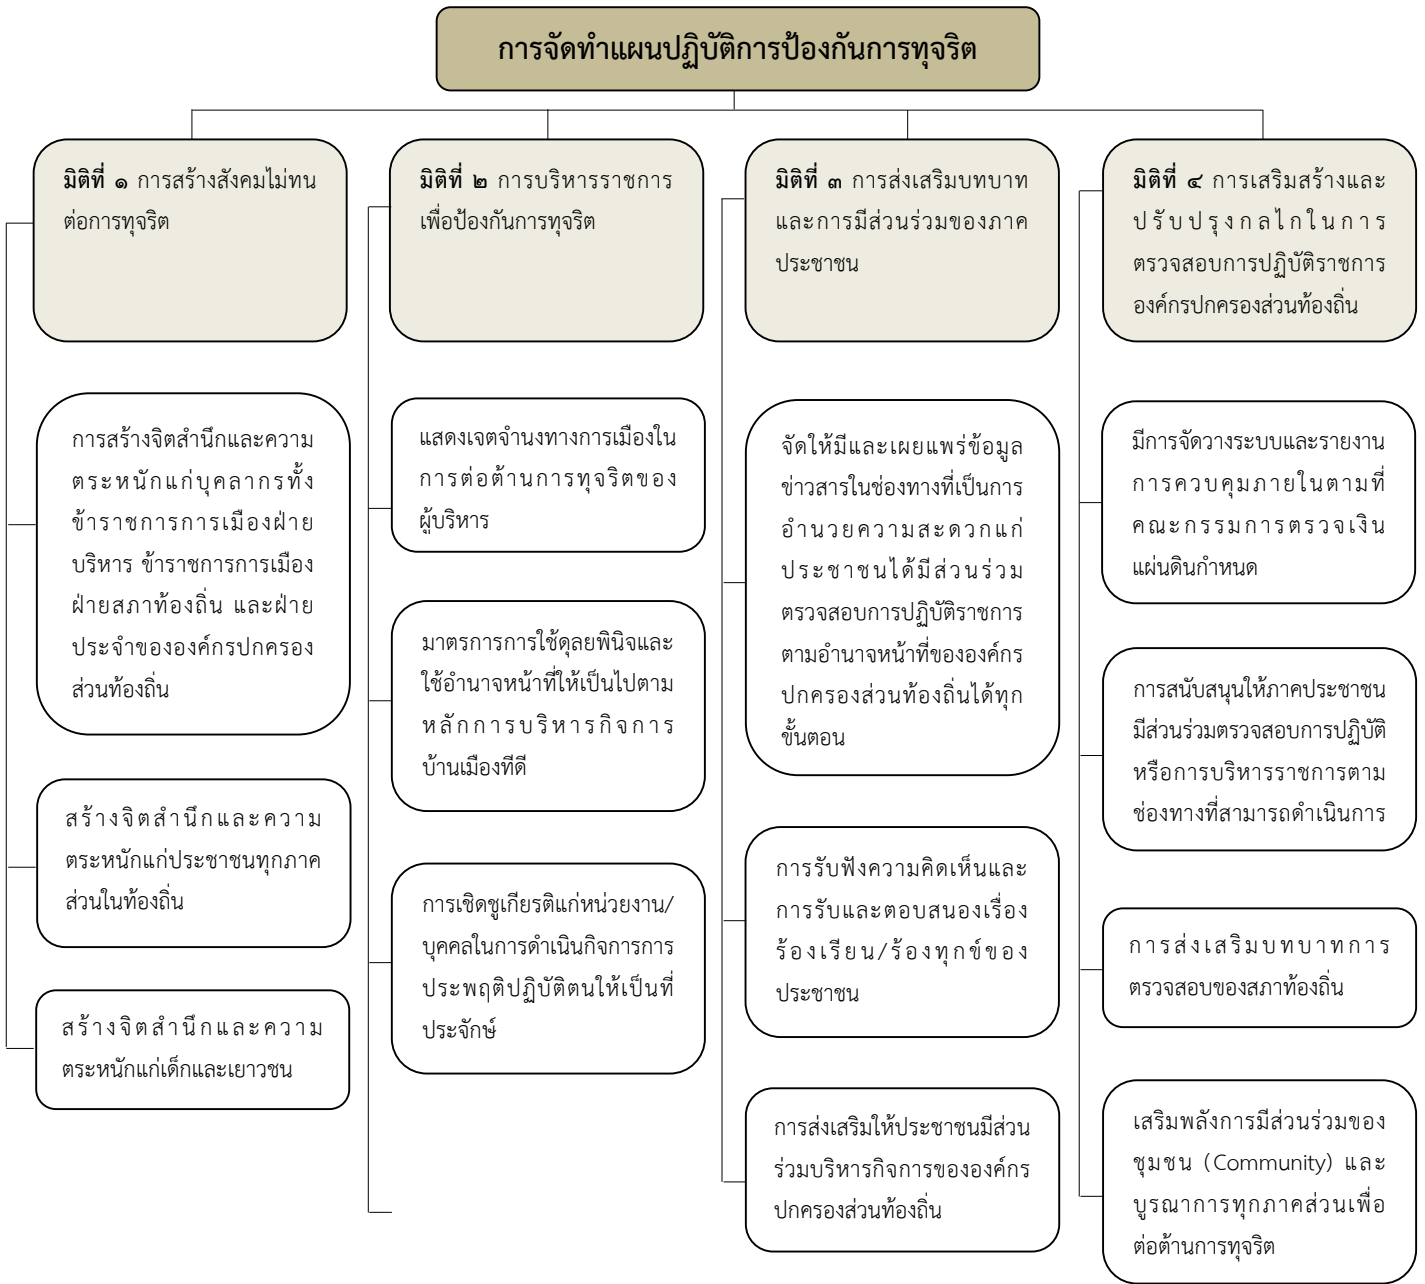 การจัดทำแผนปฏิบัติการป้องกันการทุจริต
มิติที่ ๑ การสร้างสังคมไม่ทน
ต่อการทุจริต
การสร้างจิตสำนึกและความ
ตระหนักแก่บุคลากรทั้ง
ข้าราชการการเมืองฝ่าย
บริหาร ข้าราชการการเมือง
ฝ่ายสภาท้องถิ่น และฝ่าย
ประจำขององค์กรปกครอง
ส่วนท้องถิ่น
สร้างจิตสำนึกและความ
ตระหนักแก่ประชาชนทุกภาค
ส่วนในท้องถิ่น
สร้างจิตสำนึกและความ
ตระหนักแก่เด็กและเยาวชน
มิติที่ ๒ การบริหารราชการ
เพื่อป้องกันการทุจริต
แสดงเจตจำนงทางการเมืองใน
การต่อต้านการทุจริตของ
ผู้บริหาร
มาตรการการใช้ดุลยพินิจและ
ใช้อำนาจหน้าที่ให้เป็นไปตาม
หลักการบริหารกิจการ
บ้านเมืองทีดี
การเชิดชูเกียรติแก่หน่วยงาน/
บุคคลในการดำเนินกิจการการ
ประพฤติปฏิบัติตนให้เป็นที่
ประจักษ์
มิติที่ ๓ การส่งเสริมบทบาท
และการมีส่วนร่วมของภาค
ประชาชน
จัดให้มีและเผยแพร่ข้อมูล
ข่าวสารในช่องทางที่เป็นการ
อำนวยความสะดวกแก่
ประชาชนได้มีส่วนร่วม
ตรวจสอบการปฏิบัติราชการ
ตามอำนาจหน้าที่ขององค์กร
ปกครองส่วนท้องถิ่นได้ทุก
ขั้นตอน
การรับฟังความคิดเห็นและ
การรับและตอบสนองเรื่อง
ร้องเรียน/ร้องทุกข์ของ
ประชาชน
การส่งเสริมให้ประชาชนมีส่วน
ร่วมบริหารกิจการขององค์กร
ปกครองส่วนท้องถิ่น
มิติที่ ๔ การเสริมสร้างและ
ปรับปรุงกลไกในการ
ตรวจสอบการปฏิบัติราชการ
องค์กรปกครองส่วนท้องถิ่น
มีการจัดวางระบบและรายงาน
การควบคุมภายในตามที่
คณะกรรมการตรวจเงิน
แผ่นดินกำหนด
การสนับสนุนให้ภาคประชาชน
มีส่วนร่วมตรวจสอบการปฏิบัติ
หรือการบริหารราชการตาม
ช่องทางที่สามารถดำเนินการ
การส่งเสริมบทบาทการ
ตรวจสอบของสภาท้องถิ่น
เสริมพลังการมีส่วนร่วมของ
ชุมชน (Community) และ
บูรณาการทุกภาคส่วนเพื่อ
ต่อต้านการทุจริต